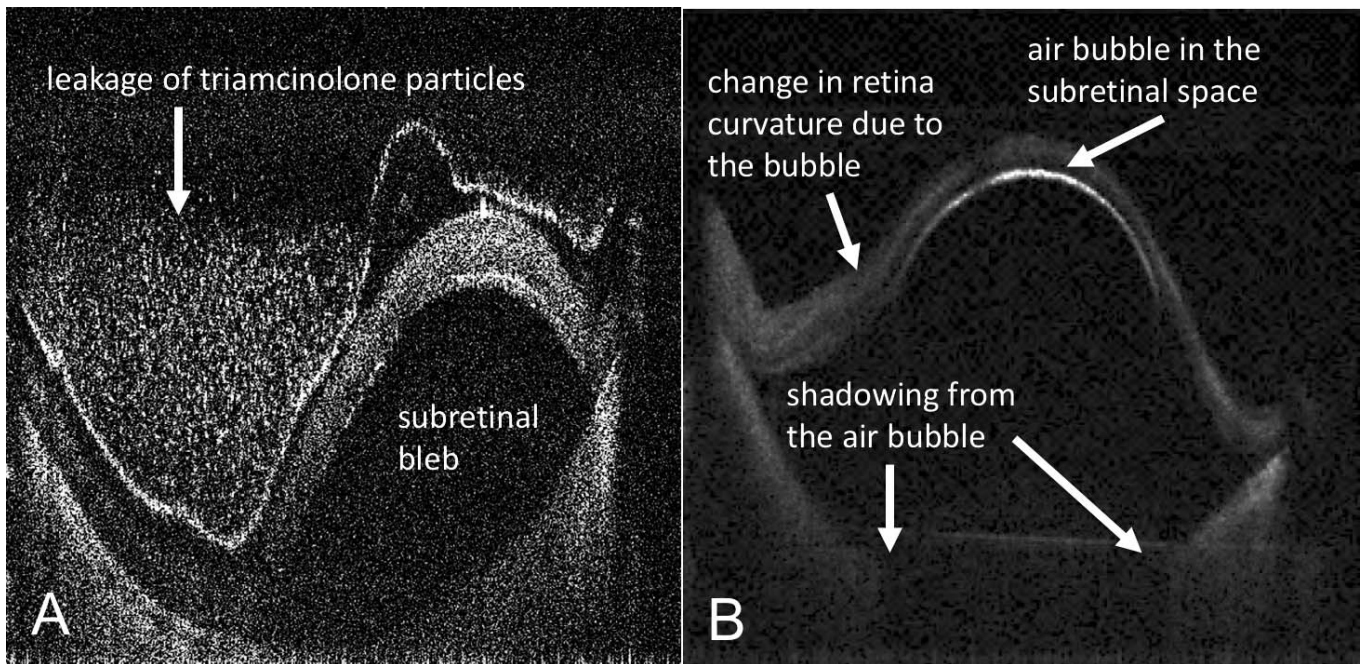 leakage of triamcinolone particles
subretinal
bleb
A
change in retina
curvature due to
the bubble
air bubble in the
subretinal space
shadowing from
the air bubble
B